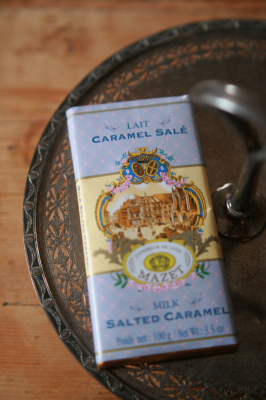 LAIT
CARAMEL SALÉ
MAZET
MILK
SALTED CARAMEL
Poids net : 100 g / Net Wt : 3.5 oz